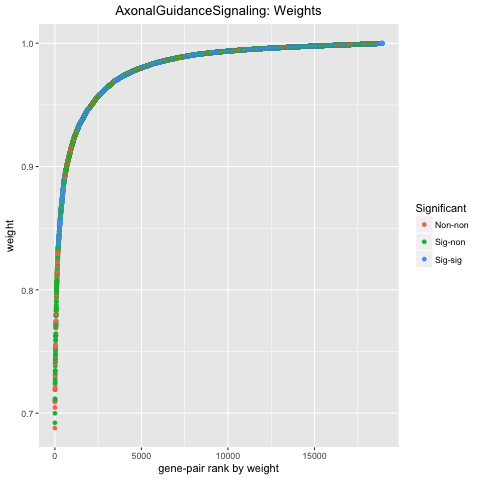 AxonalGuidanceSignaling: Weights
1.0
0.9
0.8
0.7
weight
0
5000
10000
15000
gene-pair rank by weight
Significant
Non-non
Sig-non
Sig-sig